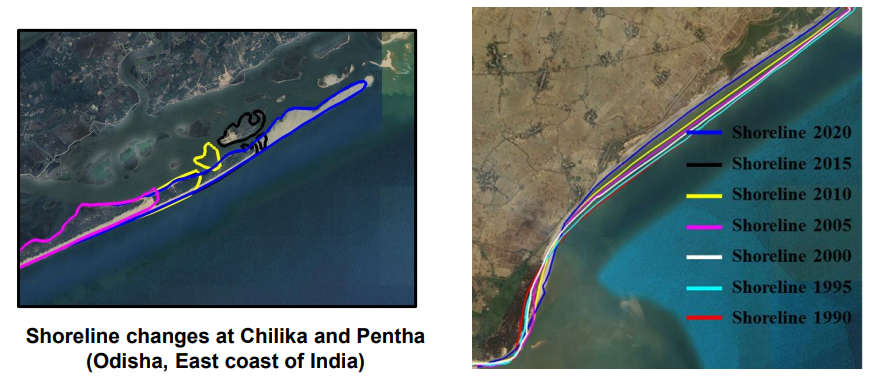 Shoreline changes at Chilika and Pentha
(Odisha, East coast of India)
Shoreline 2020
Shoreline 2015
Shoreline 2010
Shoreline 2005
Shoreline 2000
Shoreline 1995
Shoreline 1990